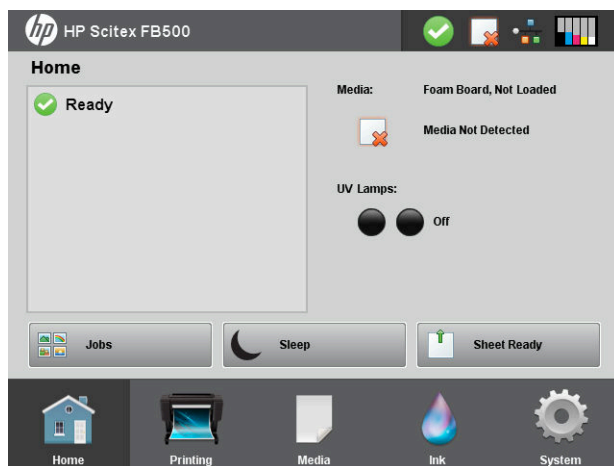 hp HP Scitex FB500
Home
Ready
Media: Foam Board, Not Loaded
Media Not Detected
UV Lamps:
Off
Jobs Sleep Sheet Ready
Home Printing Media Ink System